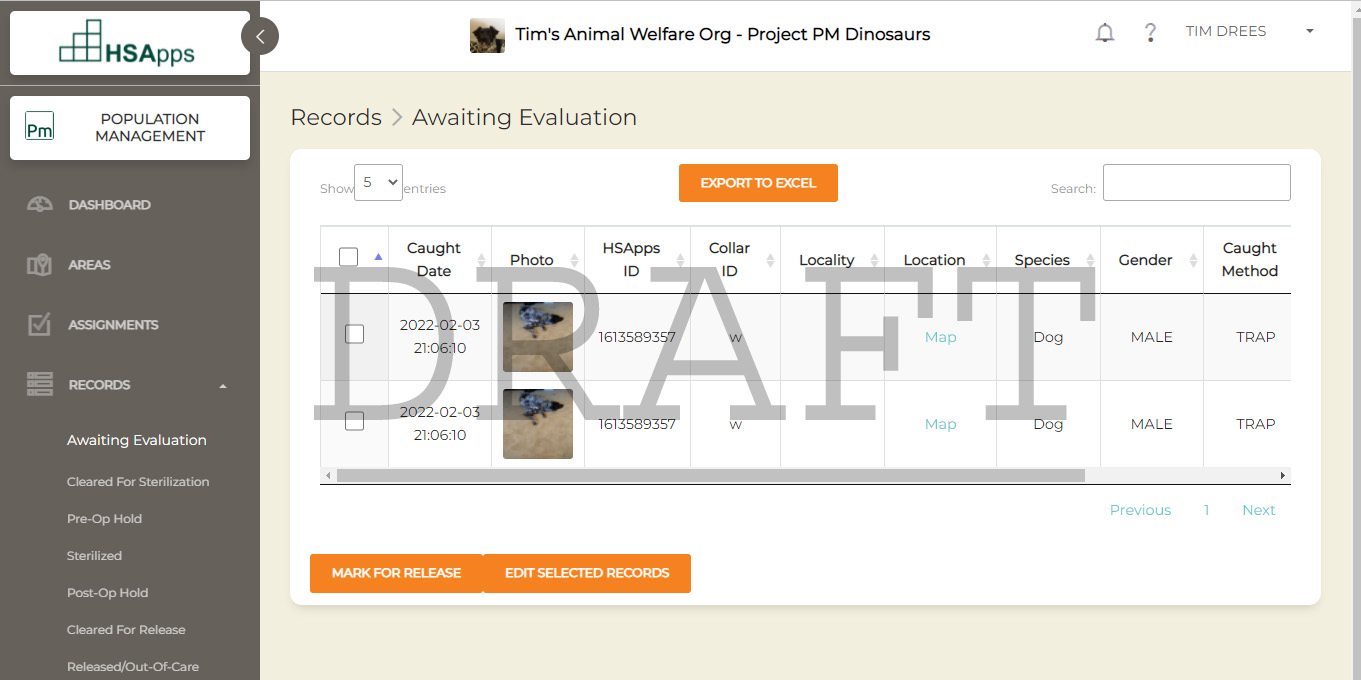 HSApps
Tim's Animal Welfare Org - Project PM Dinosaurs
?
TIM DREES
Pm
POPULATION
MANAGEMENT
DASHBOARD
AREAS
ASSIGNMENTS
RECORDS
Awaiting Evaluation
Cleared For Sterilization
Pre-Op Hold
Sterilized
Post-Op Hold
Cleared For Release
Released/Out-Of-Care
Records > Awaiting Evaluation
Show 5 entries
EXPORT TO EXCEL
Search:
Caught Date Photo HSApps ID Collar ID Locality Location Species Gender Caught Method
2022-02-03 21:06:10 1613589357 w Map Dog MALE TRAP
2022-02-03 21:06:10 1613589357 w Map Dog MALE TRAP
DRAFT
Previous 1 Next
MARK FOR RELEASE EDIT SELECTED RECORDS